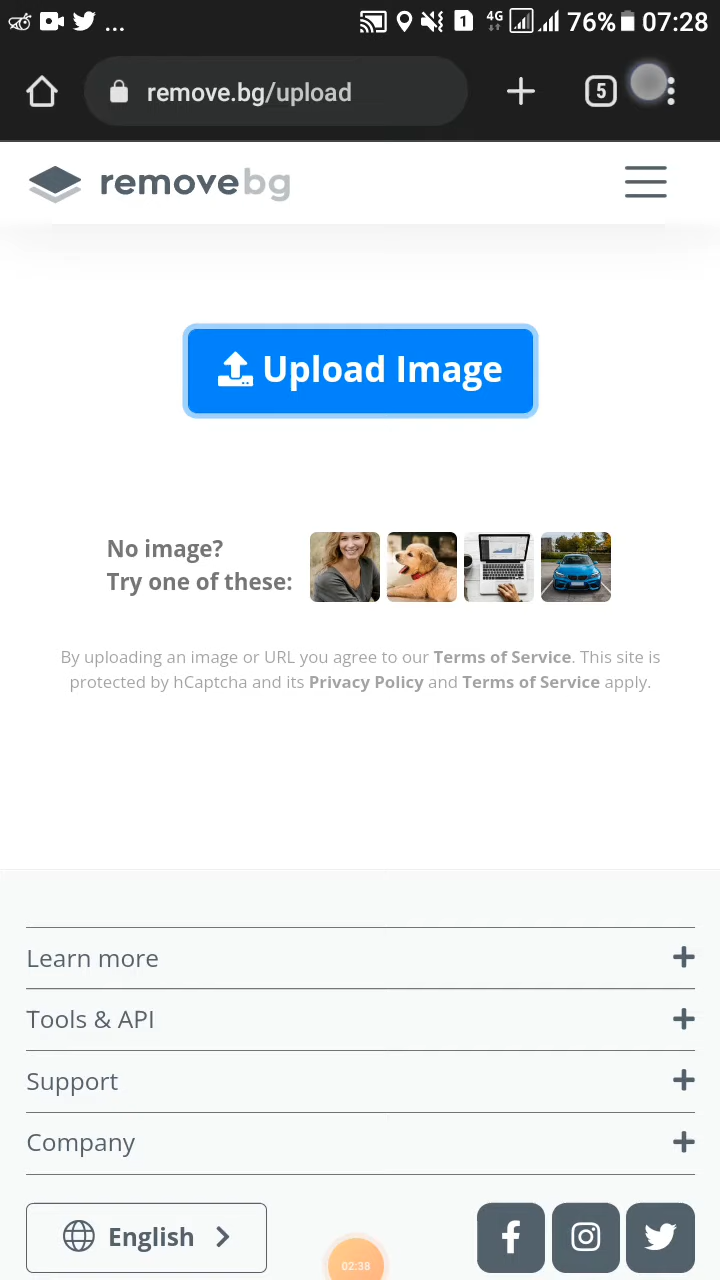 ... 1 4G 76% 07:28
remove.bg/upload 5
removebg
Upload Image
No image?
Try one of these:
By uploading an image or URL you agree to our Terms of Service. This site is
protected by hCaptcha and its Privacy Policy and Terms of Service apply.
Learn more +
Tools & API +
Support +
Company +
English
02:38